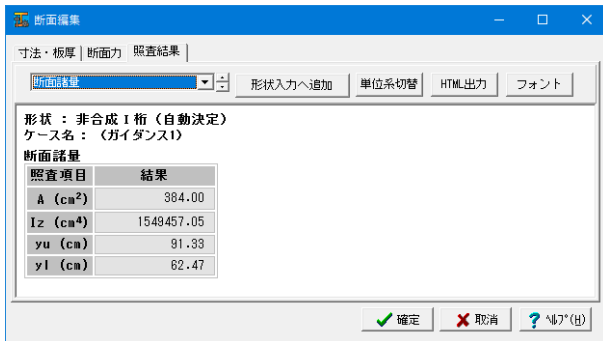 断面編集
寸法・板厚 断面力 照査結果
断面諸量 形状入力へ追加 単位系切替 HTML出力 フォント
形状 : 非合成 I 桁 (自動決定)
ケース名 : (ガイダンス1)
断面諸量
照査項目 結果
A (cm²) 384.00
Iz (cm⁴) 1549457.05
yu (cm) 91.33
yl (cm) 62.47
確定 取消 ヘルプ(H)